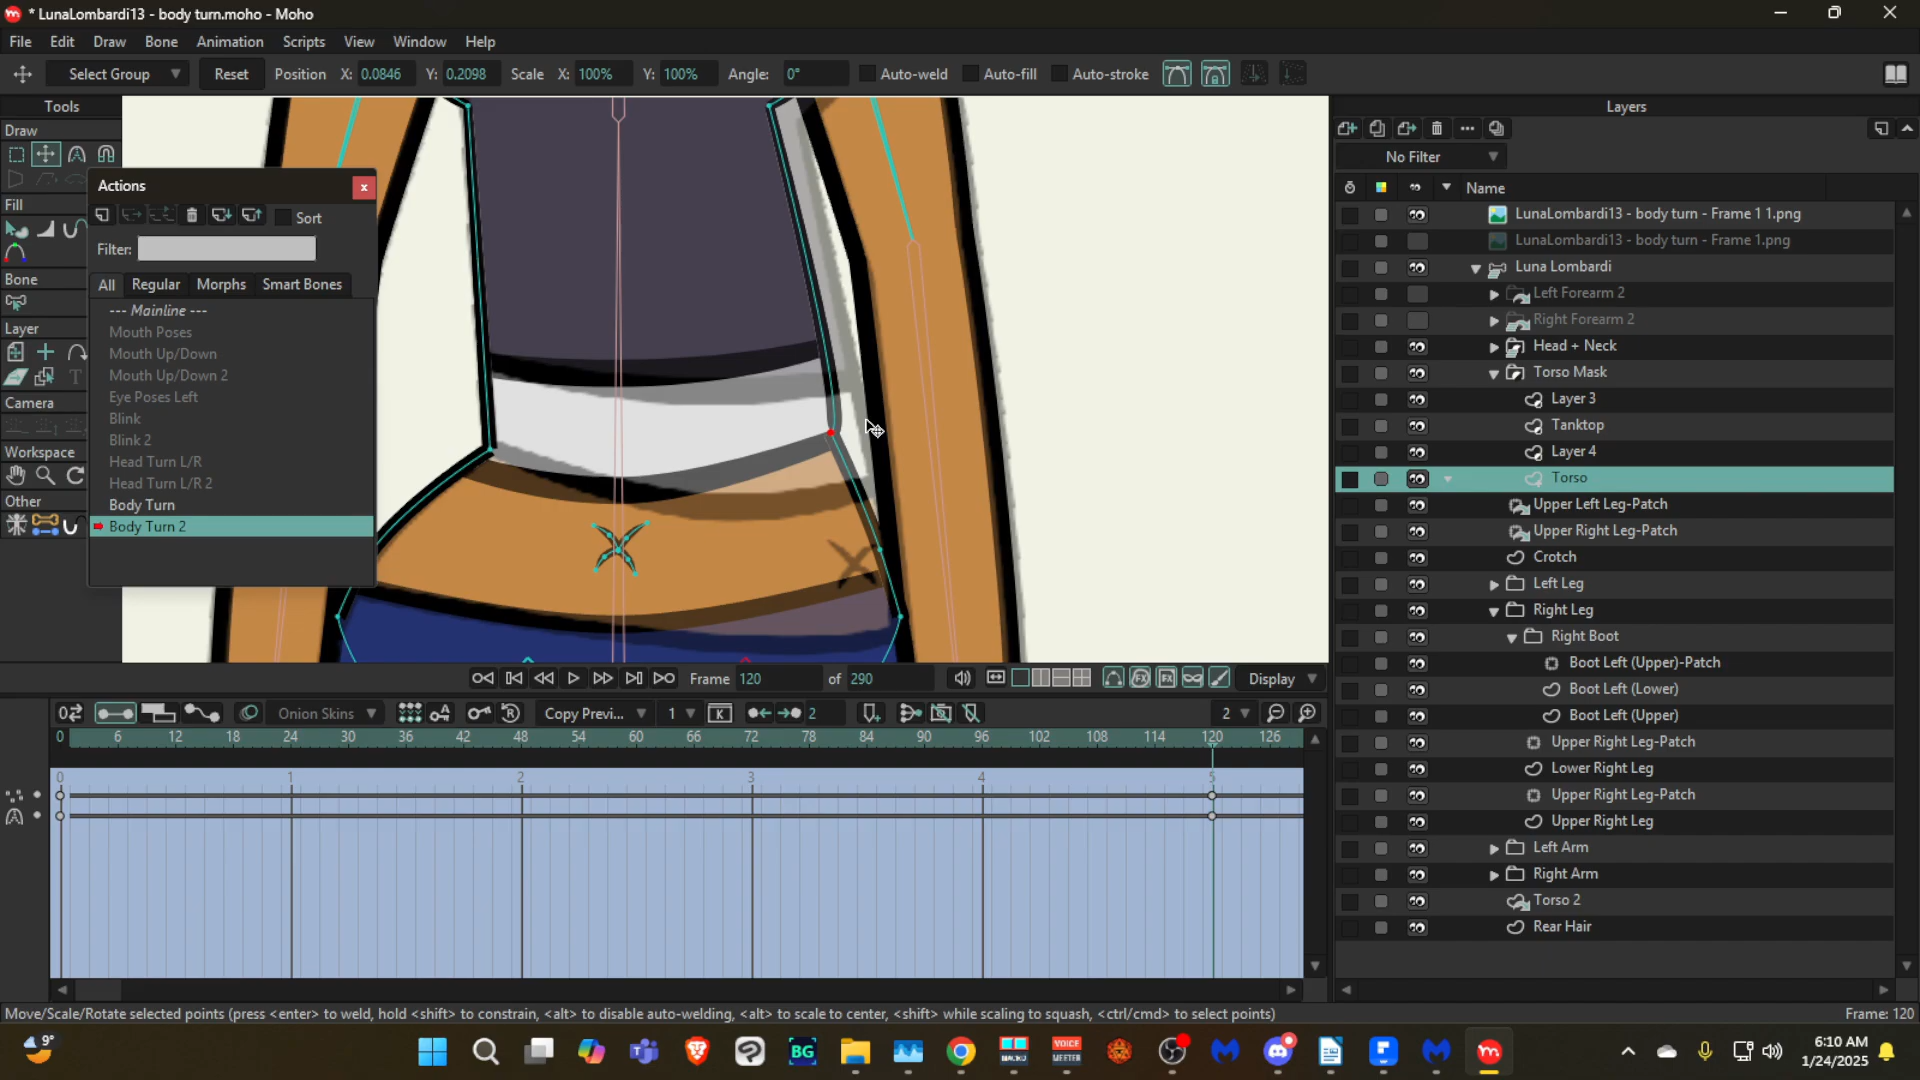 * LunaLombardi13 - body turn.moho - Moho
File Edit Draw Bone Animation Scripts View Window Help
Select Group Reset Position X: 0.0846 Y: 0.2098 Scale X: 100% Y: 100% Angle: 0° Auto-weld Auto-fill Auto-stroke
Tools
Draw
Fill
Bone
Layer
Camera
Workspace
Other
Actions
Sort
Filter:
All Regular Morphs Smart Bones
--- Mainline ---
Mouth Poses
Mouth Up/Down
Mouth Up/Down 2
Eye Poses Left
Blink
Blink 2
Head Turn L/R
Head Turn L/R 2
Body Turn
Body Turn 2
Layers
No Filter
Name
LunaLombardi13 - body turn - Frame 1 1.png
LunaLombardi13 - body turn - Frame 1.png
Luna Lombardi
Left Forearm 2
Right Forearm 2
Head + Neck
Torso Mask
Layer 3
Tanktop
Layer 4
Torso
Upper Left Leg-Patch
Upper Right Leg-Patch
Crotch
Left Leg
Right Leg
Right Boot
Boot Left (Upper)-Patch
Boot Left (Lower)
Boot Left (Upper)
Upper Right Leg-Patch
Lower Right Leg
Upper Right Leg-Patch
Upper Right Leg
Left Arm
Right Arm
Torso 2
Rear Hair
Frame 120 of 290 Display
Onion Skins Copy Previ... 1 2 2
0 6 12 18 24 30 36 42 48 54 60 66 72 78 84 90 96 102 108 114 120 126
0 1 2 3 4 5
Move/Scale/Rotate selected points (press <enter> to weld, hold <shift> to constrain, <alt> to disable auto-welding, <alt> to scale to center, <shift> while scaling to squash, <ctrl/cmd> to select points) Frame: 120
9°
BG
VOICE
MEETER
6:10 AM
1/24/2025